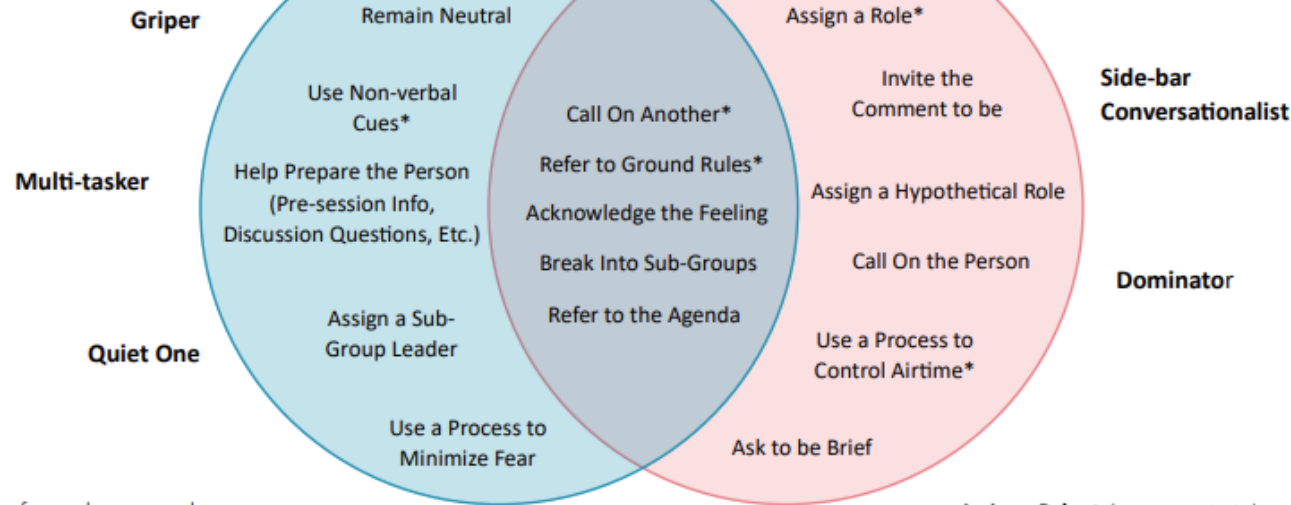 Griper
Remain Neutral
Assign a Role*
Use Non-verbal
Cues*
Call On Another*
Invite the
Comment to be
Side-bar
Conversationalist
Multi-tasker
Help Prepare the Person
(Pre-session Info,
Discussion Questions, Etc.)
Refer to Ground Rules*
Acknowledge the Feeling
Assign a Hypothetical Role
Break Into Sub-Groups
Call On the Person
Dominator
Refer to the Agenda
Quiet One
Assign a Sub-
Group Leader
Use a Process to
Control Airtime*
Use a Process to
Minimize Fear
Ask to be Brief